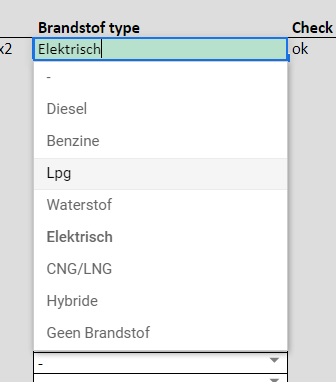 Brandstof type Check
x2 Elektrisch ok
-
Diesel
Benzine
Lpg
Waterstof
Elektrisch
CNG/LNG
Hybride
Geen Brandstof
-